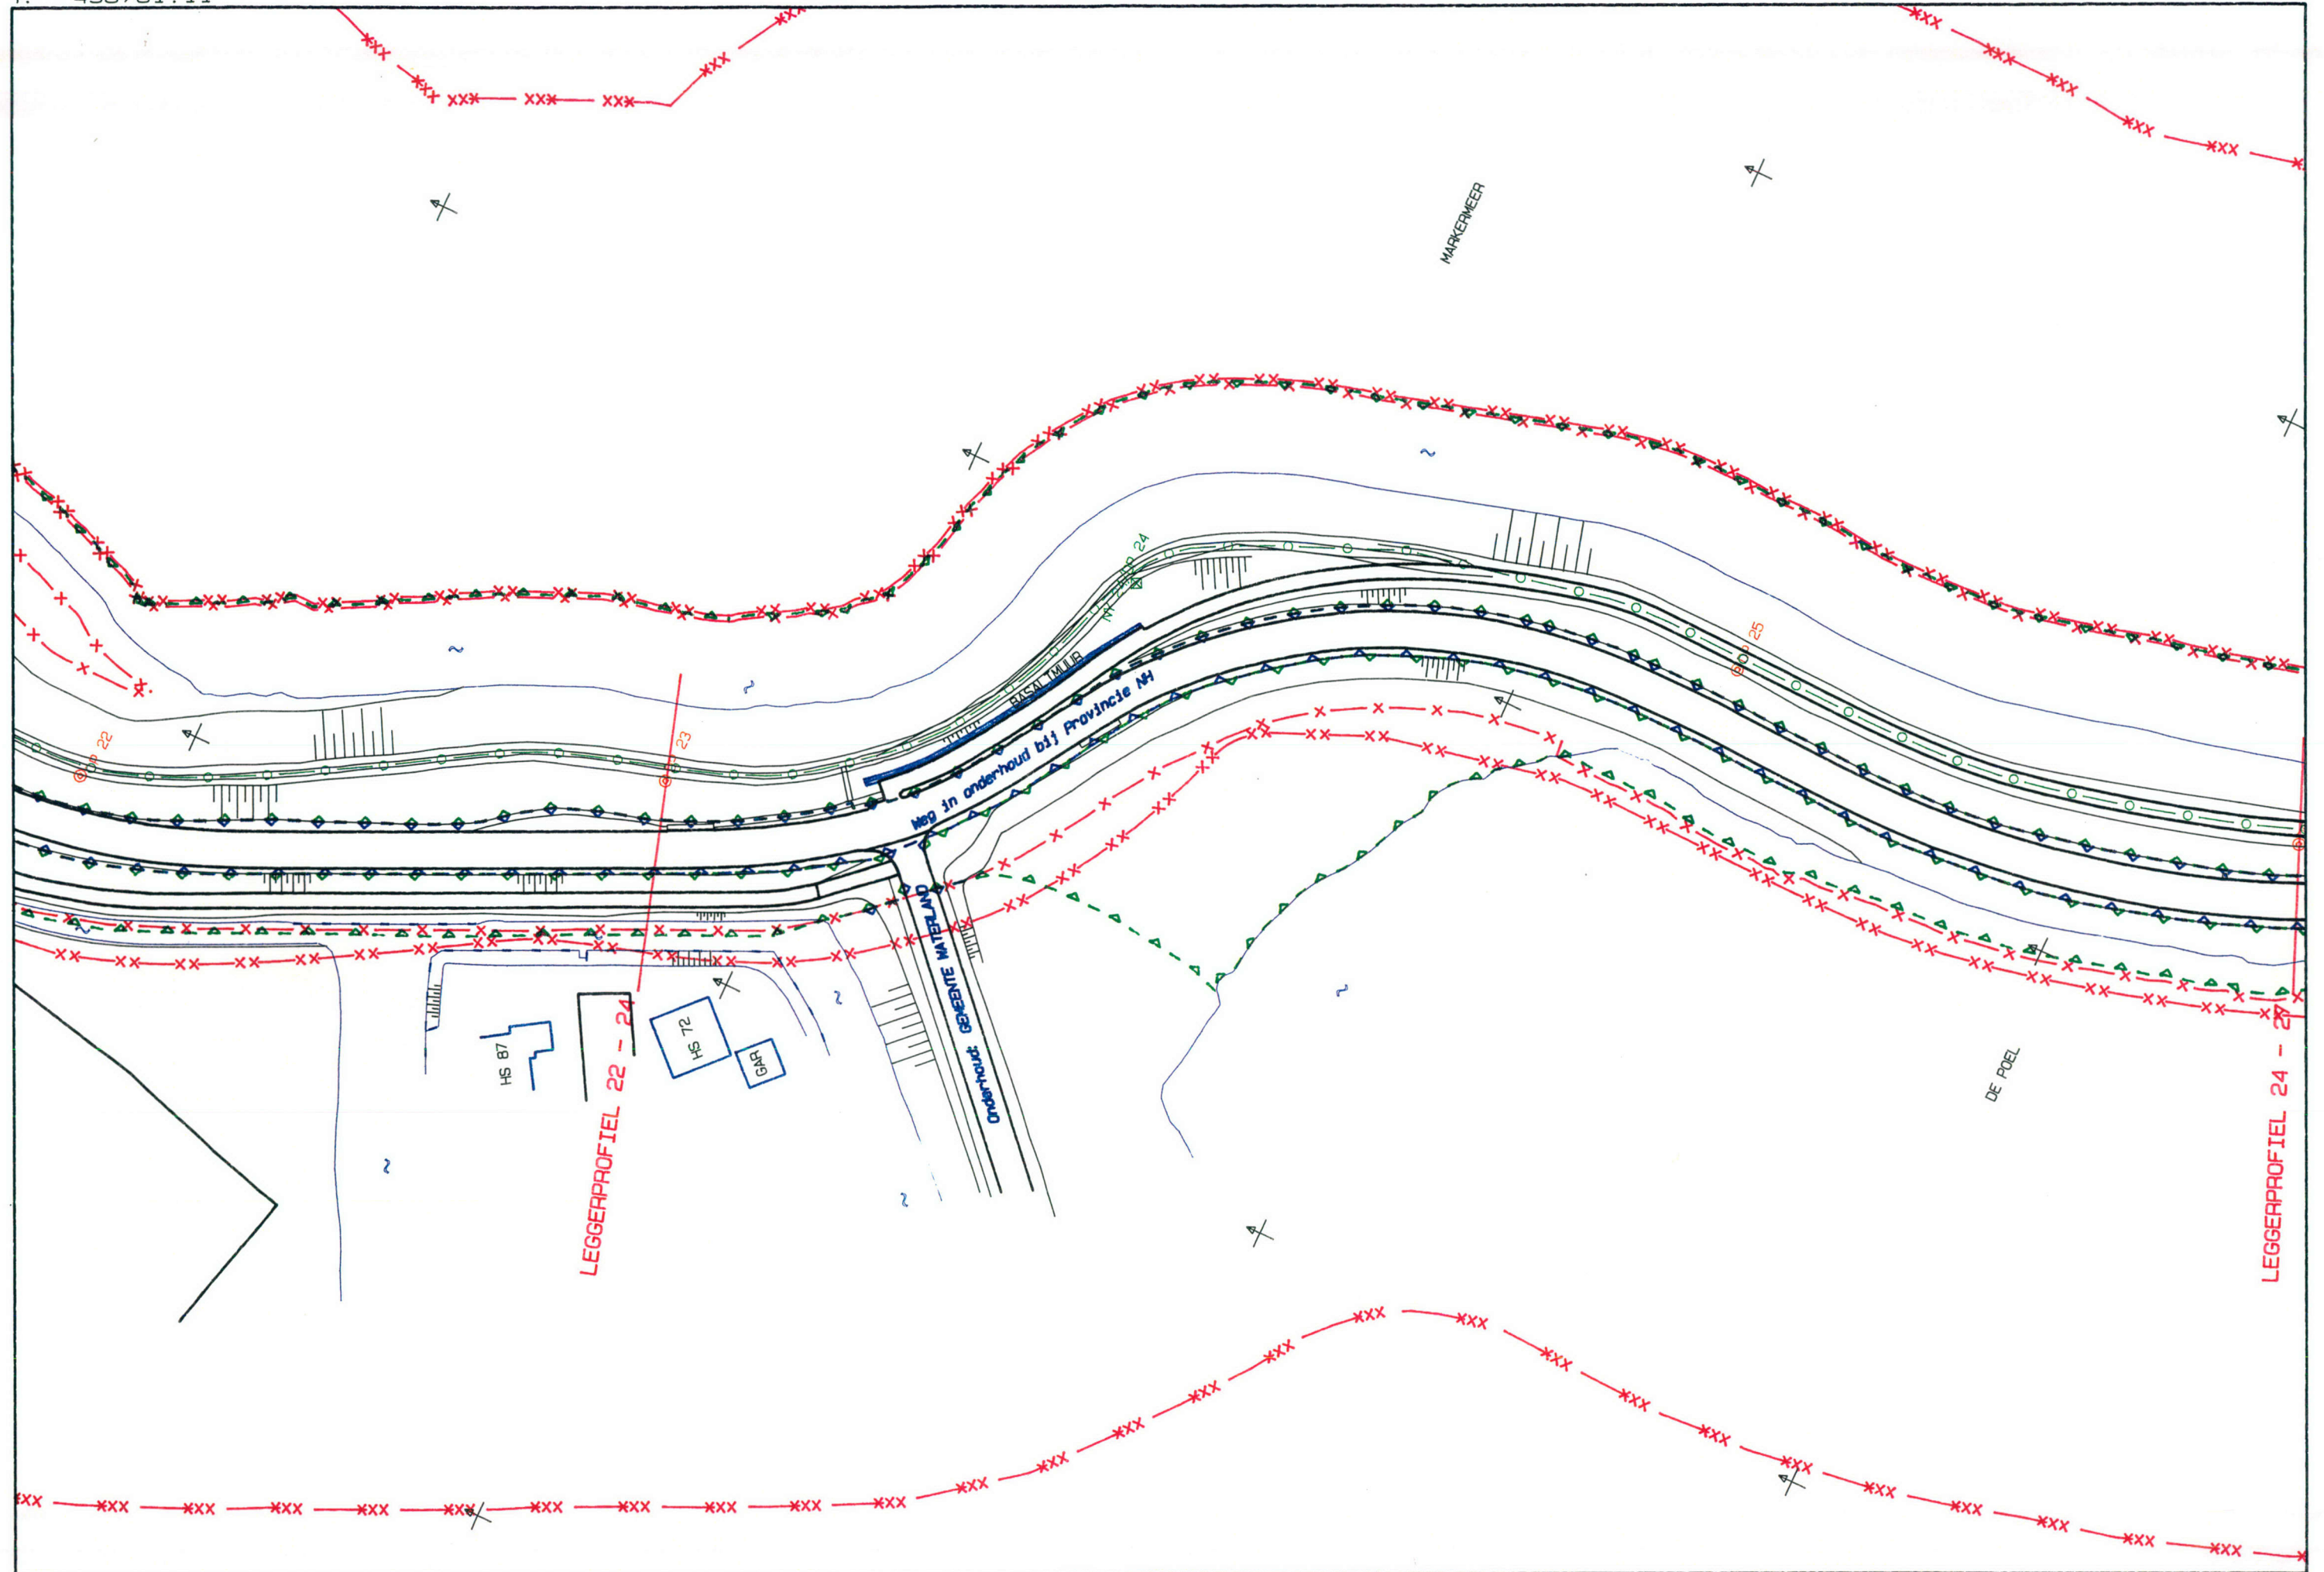 MARKERMEER
24
25
22
23
BASALTMUUR
Weg in onderhoud bij Provincie NH
Onderhoud: GEMEENTE WATERLAND
HS 87
HS 72
GAR
LEGGERPROFIEL 22 - 24
DE POEL
LEGGERPROFIEL 24 - 27